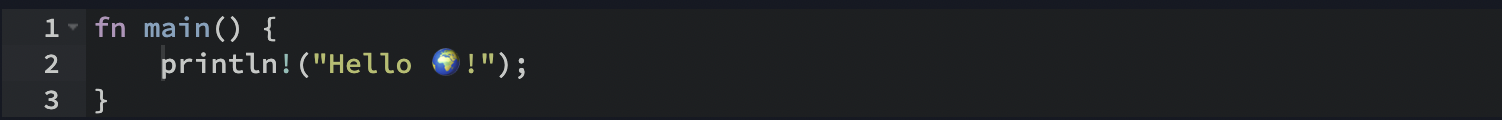 1 fn main() {
2     println!("Hello 🌍!");
3 }